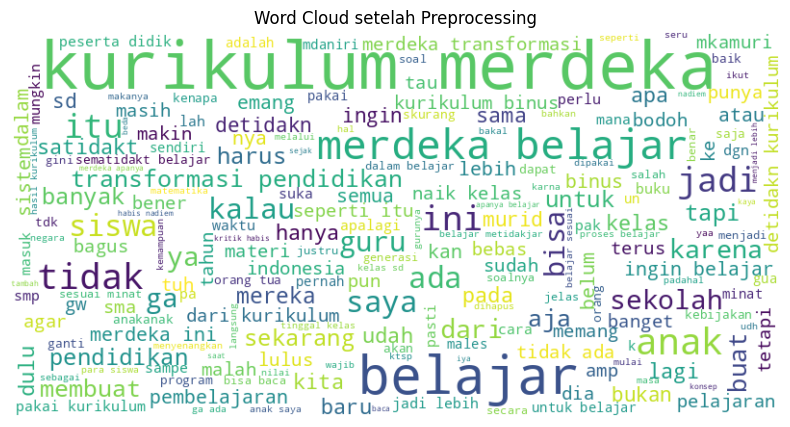 Word Cloud setelah Preprocessing
peserta didik
adalah
mdaniri
merdeka transformasi
seperti
seru
mkamuri
kurikulum merdeka
soal
baik
ikut
makanya
kenapa
pakai
tau
nadiem
punya
sistemdalam
mungkin
sd
lah
emang
kurikulum binus
perlu
apa
bahkan
masih
ingin
sama
mana
bodoh
atau
itu
makin
detidakn
skurang
bakal
satidakt
sendiri
nya
melalui
hal
merdeka belajar
benar
saja
ke
dgn
hasil kurikulum
gini
sematidakt belajar
harus
sejak
dalam belajar
lebih
dapat
dipakai
salah
jadi
menjadi lebih
detidakn kurikulum
merdeka apanya
transformasi pendidikan
matematika
suka
semua
naik kelas
karna
binus
buku
un
kaya
banyak
kalau
seperti itu
untuk
apanya belajar
tdk
habis nadiem
siswa
bener
waktu
ini
murid
bisa
belajar sesuai
pak
kelas
tapi
negara
kemampuan
kritik habis
hanya
apalagi
guru
gurunya
belajar metidakjar
proses belajar
yaa
menjadi
masuk
bagus
ya
tahun
materi
justru
generasi
kan
bebas
sudah
terus
karena
indonesia
kelas sd
soalnya
padahal
ingin belajar
tidak
tuh
orang tua
pernah
pun
ada
belum
jelas
orang
sekolah
minat
gua
smp
sesuai minat
gw
ga
mereka
saya
pada
dihapus
kebijakan
tambah
anakanak
sma
dari
kurikulum
tinggal kelas
pasti
cara
aja
memang
banget
tetapi
agar
merdeka ini
langsung
sekarang
udah
dari
anak
k
udh
dulu
ganti
menyenangkan
lulus
akan
ktsp
males
tidak ada
mulai
buat
pendidikan
saat
malah
kita
iya
belajar
amp
lagi
sebagai
para siswa
sampe
nilai
wajib
dia
bukan
masa
konsep
membuat
program
bisa baca
pembelajaran
baru
jadi lebih
pelajaran
pakai kurikulum
ga ada
anak saya
baca
secara
untuk belajar